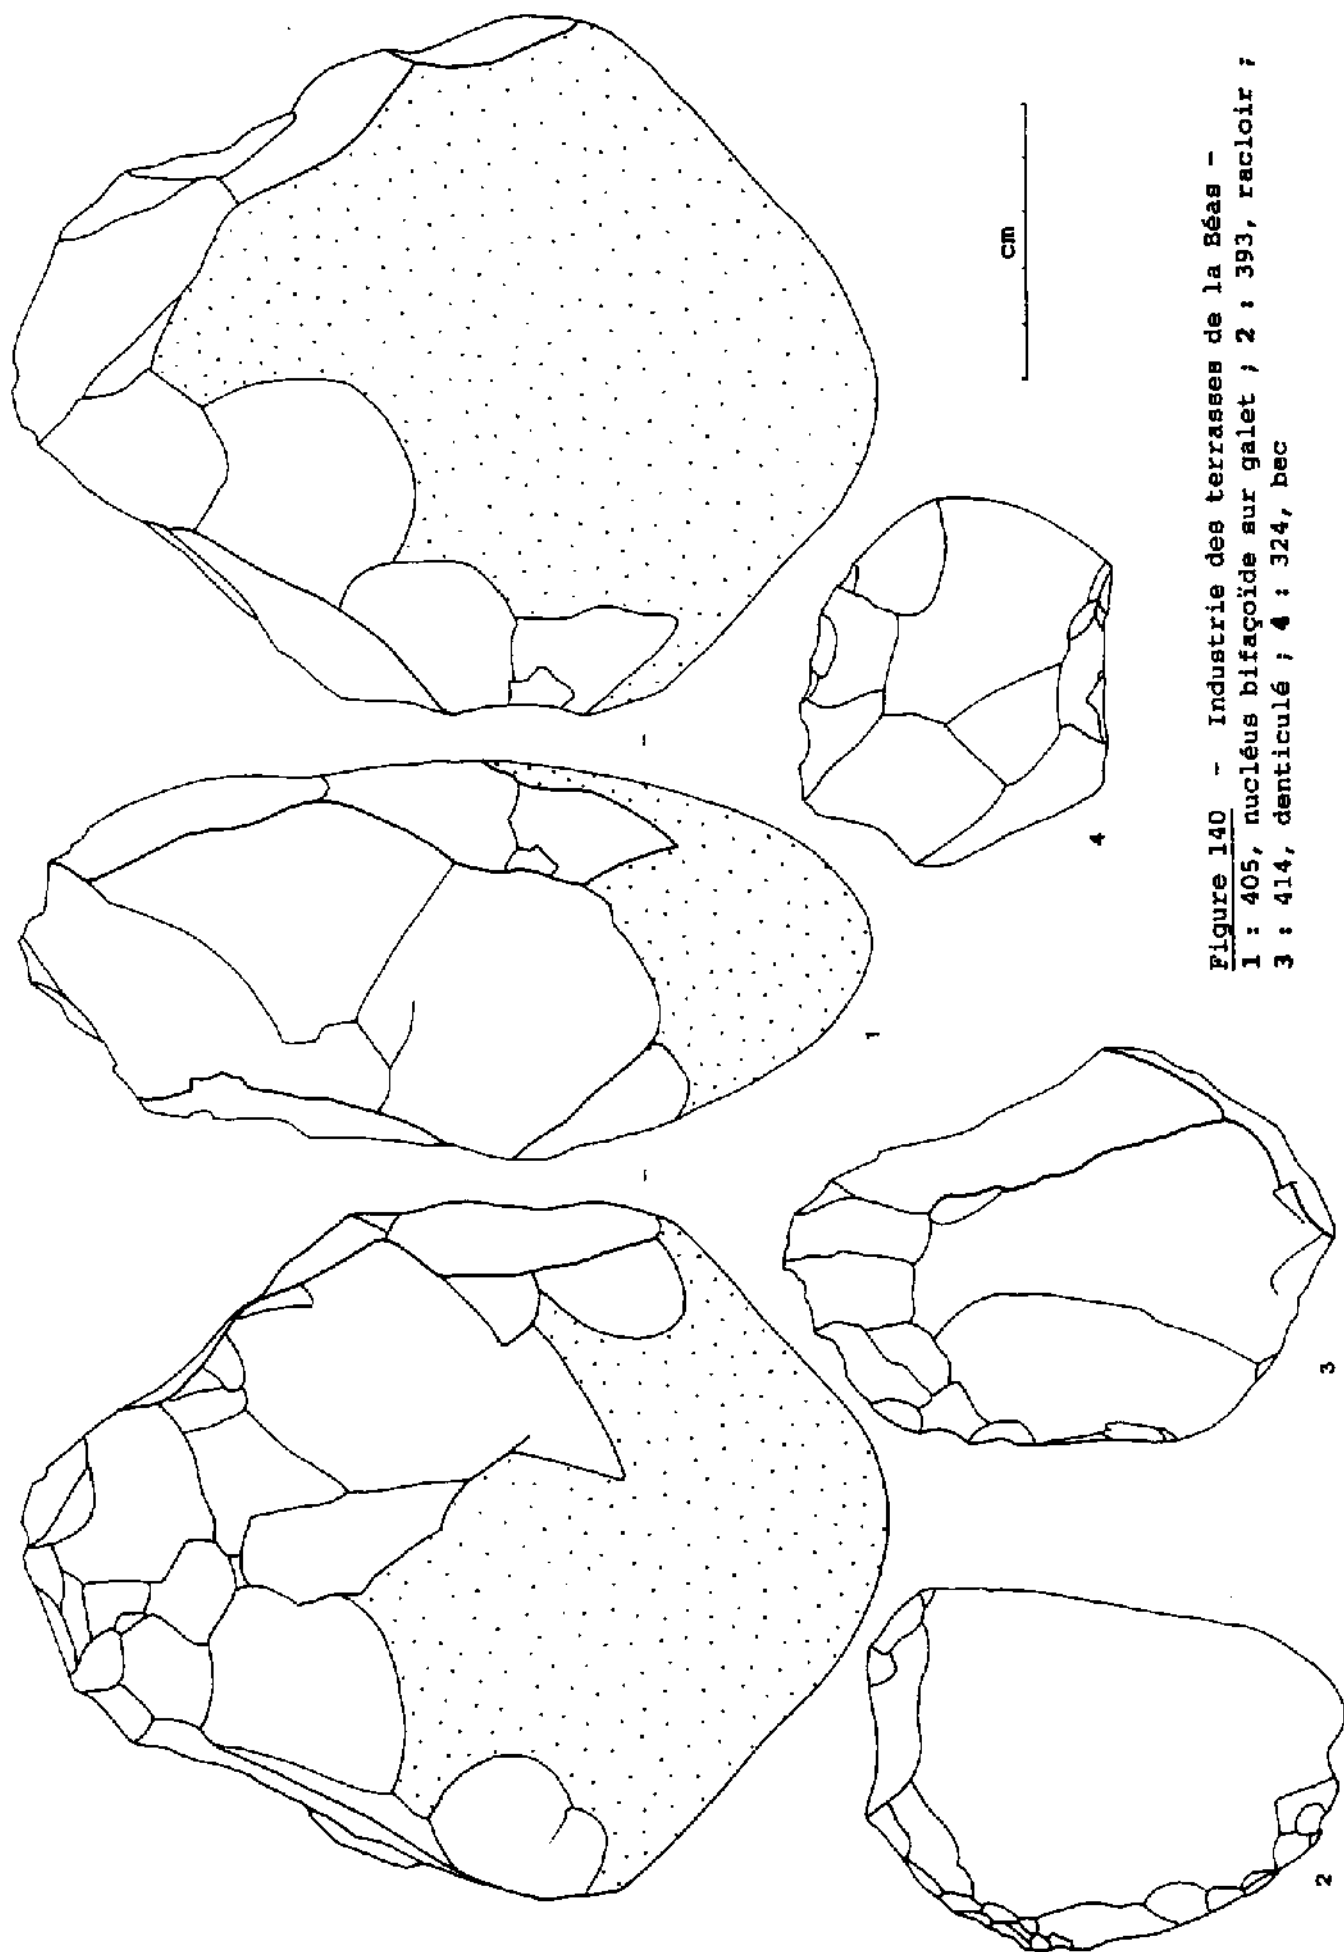 cm
1
2
3
4
Figure 140 - Industrie des terrasses de la Béas -
1 : 405, nucléus bifaçoïde sur galet ; 2 : 393, racloir ;
3 : 414, denticulé ; 4 : 324, bec